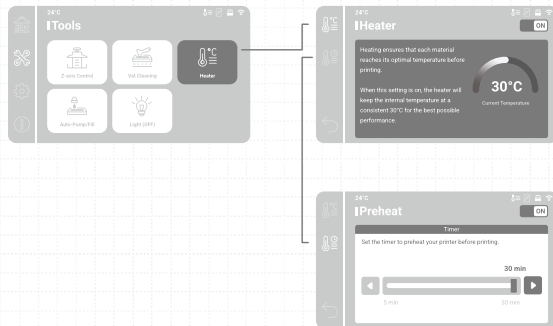 24°C
Tools
Z-axis Control
Vat Cleaning
°C
Heater
Auto-Pump/Fill
Light (OFF)
24°C
°C
Heater
ON
Heating ensures that each material
reaches its optimal temperature before
printing.
When this setting is on, the heater will
keep the internal temperature at a
consistent 30°C for the best possible
performance.
30°C
Current Temperature
24°C
Preheat
ON
Timer
Set the timer to preheat your printer before printing.
30 min
5 min
30 min